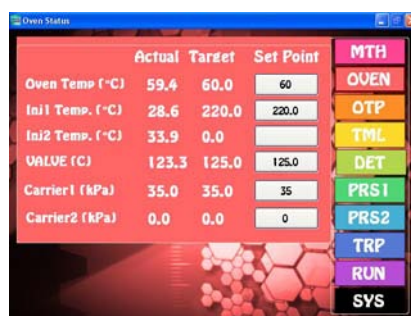 Oven Status
Actual Target Set Point
Oven Temp (°C) 59.4 60.0 60
Inj1 Temp. (°C) 28.6 220.0 220.0
Inj2 Temp. (°C) 33.9 0.0
VALVE (C) 123.3 125.0 125.0
Carrier1 (kPa) 35.0 35.0 35
Carrier2 (kPa) 0.0 0.0 0
MTH
OVEN
OTP
TML
DET
PRS1
PRS2
TRP
RUN
SYS